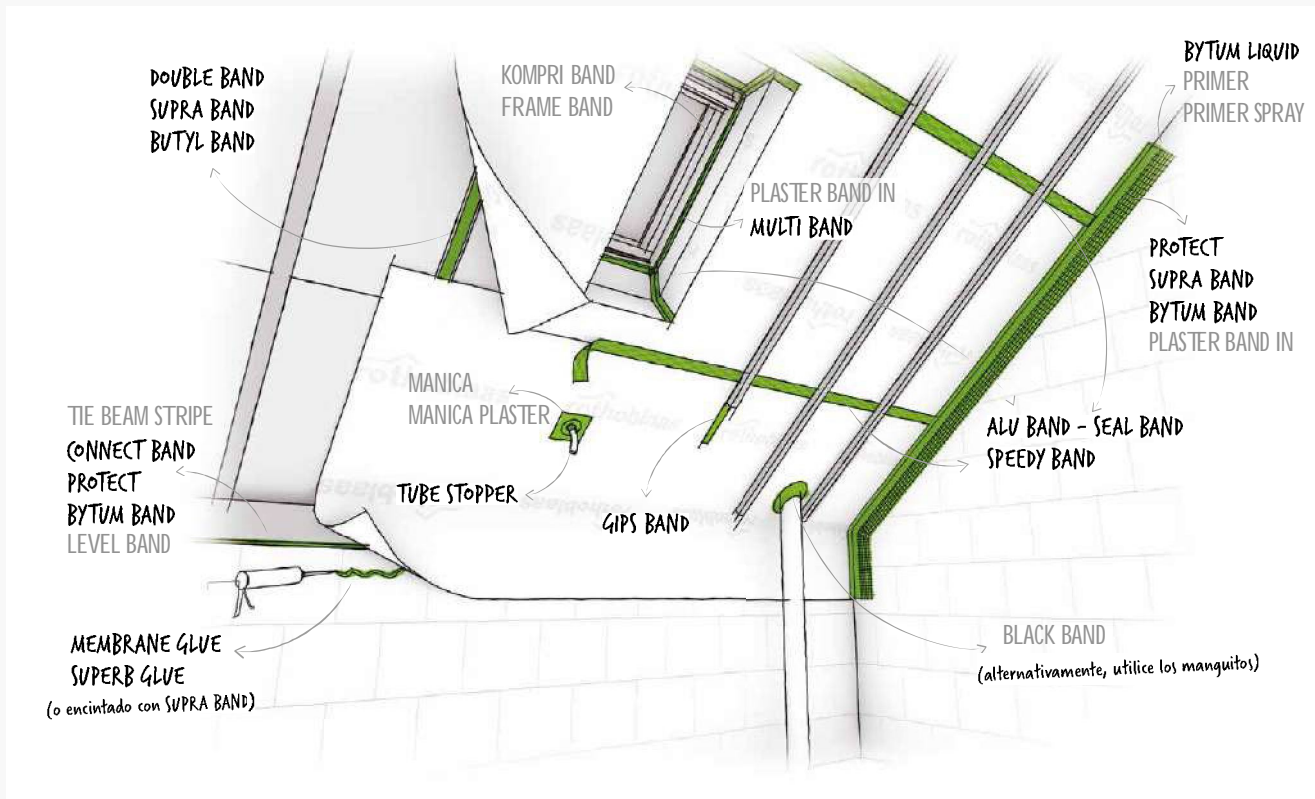 DOUBLE BAND
SUPRA BAND
BUTYL BAND
KOMPRI BAND
FRAME BAND
BYTUM LIQUID
PRIMER
PRIMER SPRAY
PLASTER BAND IN
MULTI BAND
PROTECT
SUPRA BAND
BYTUM BAND
PLASTER BAND IN
MANICA
MANICA PLASTER
TIE BEAM STRIPE
CONNECT BAND
PROTECT
BYTUM BAND
LEVEL BAND
TUBE STOPPER
GIPS BAND
ALU BAND - SEAL BAND
SPEEDY BAND
MEMBRANE GLUE
SUPERB GLUE
(o encintado con SUPRA BAND)
BLACK BAND
(alternativamente, utilice los manguitos)